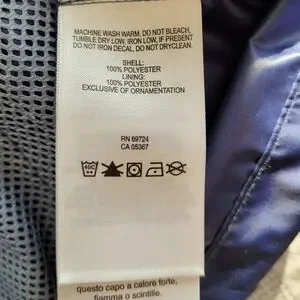 MACHINE WASH WARM, DO NOT BLEACH,
TUMBLE DRY LOW, IRON LOW, IF PRESENT
DO NOT IRON DECAL, DO NOT DRYCLEAN.
SHELL:
100% POLYESTER
LINING:
100% POLYESTER
EXCLUSIVE OF ORNAMENTATION
RN 69724
CA 05367
40C
questo capo a calore forte,
fiamma o scintille.